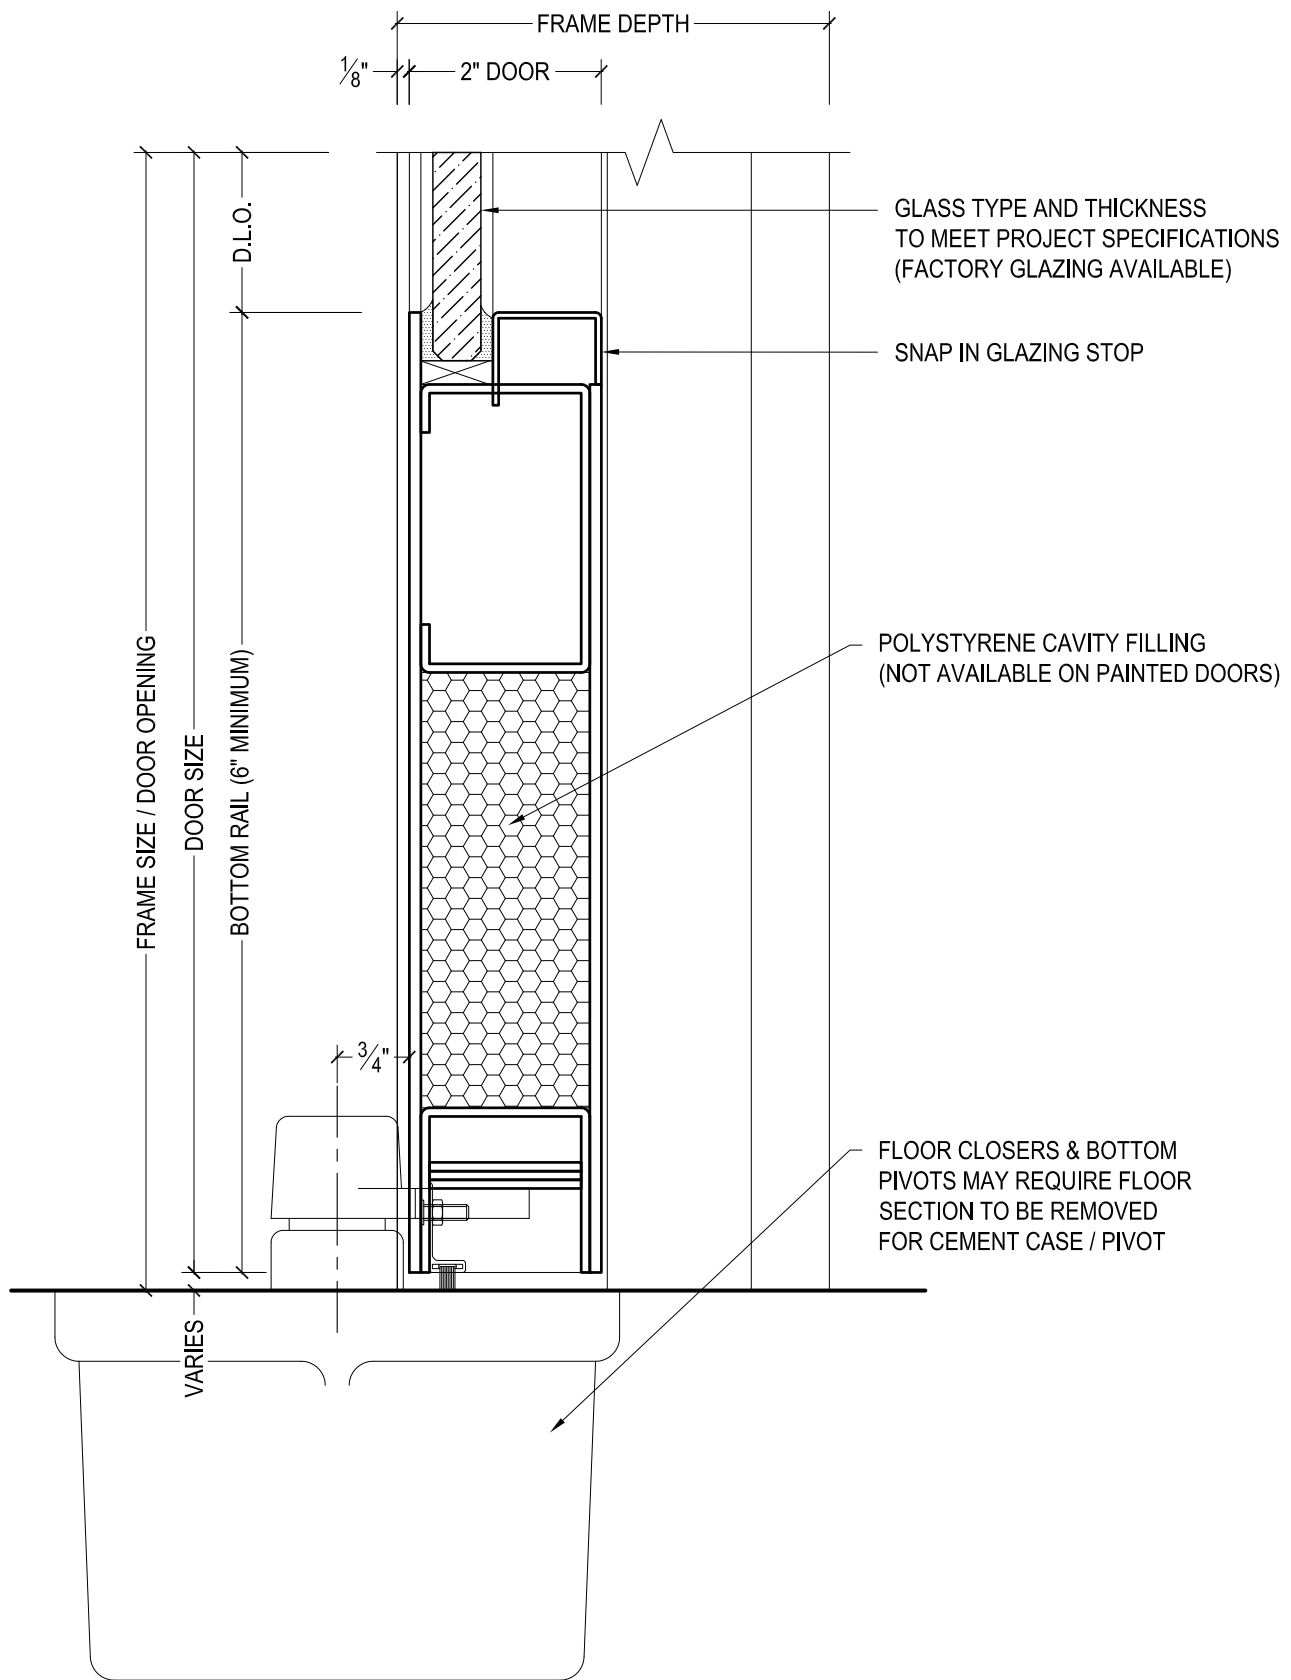 FRAME DEPTH
1/8"
2" DOOR
D.L.O.
GLASS TYPE AND THICKNESS
TO MEET PROJECT SPECIFICATIONS
(FACTORY GLAZING AVAILABLE)
SNAP IN GLAZING STOP
FRAME SIZE / DOOR OPENING
DOOR SIZE
BOTTOM RAIL (6" MINIMUM)
POLYSTYRENE CAVITY FILLING
(NOT AVAILABLE ON PAINTED DOORS)
3/4"
FLOOR CLOSERS & BOTTOM
PIVOTS MAY REQUIRE FLOOR
SECTION TO BE REMOVED
FOR CEMENT CASE / PIVOT
VARIES